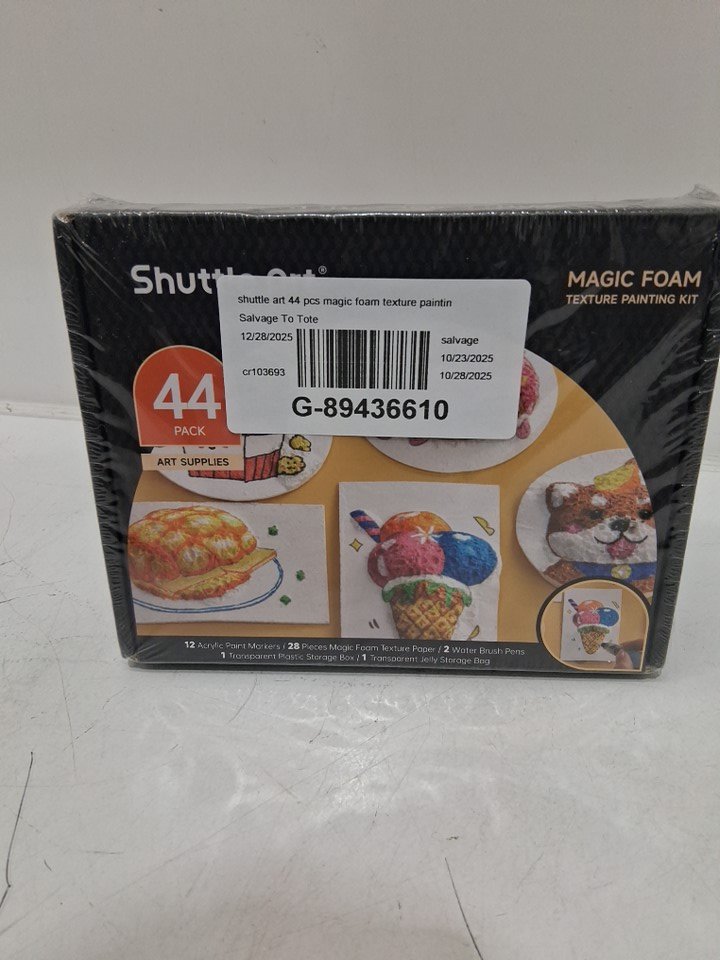 Shuttle Art®
MAGIC FOAM
TEXTURE PAINTING KIT
shuttle art 44 pcs magic foam texture paintin
Salvage To Tote
12/28/2025
salvage
10/23/2025
cr103693
10/28/2025
G-89436610
44
PACK
ART SUPPLIES
12 Acrylic Paint Markers / 28 Pieces Magic Foam Texture Paper / 2 Water Brush Pens
1 Transparent Plastic Storage Box / 1 Transparent Jelly Storage Bag